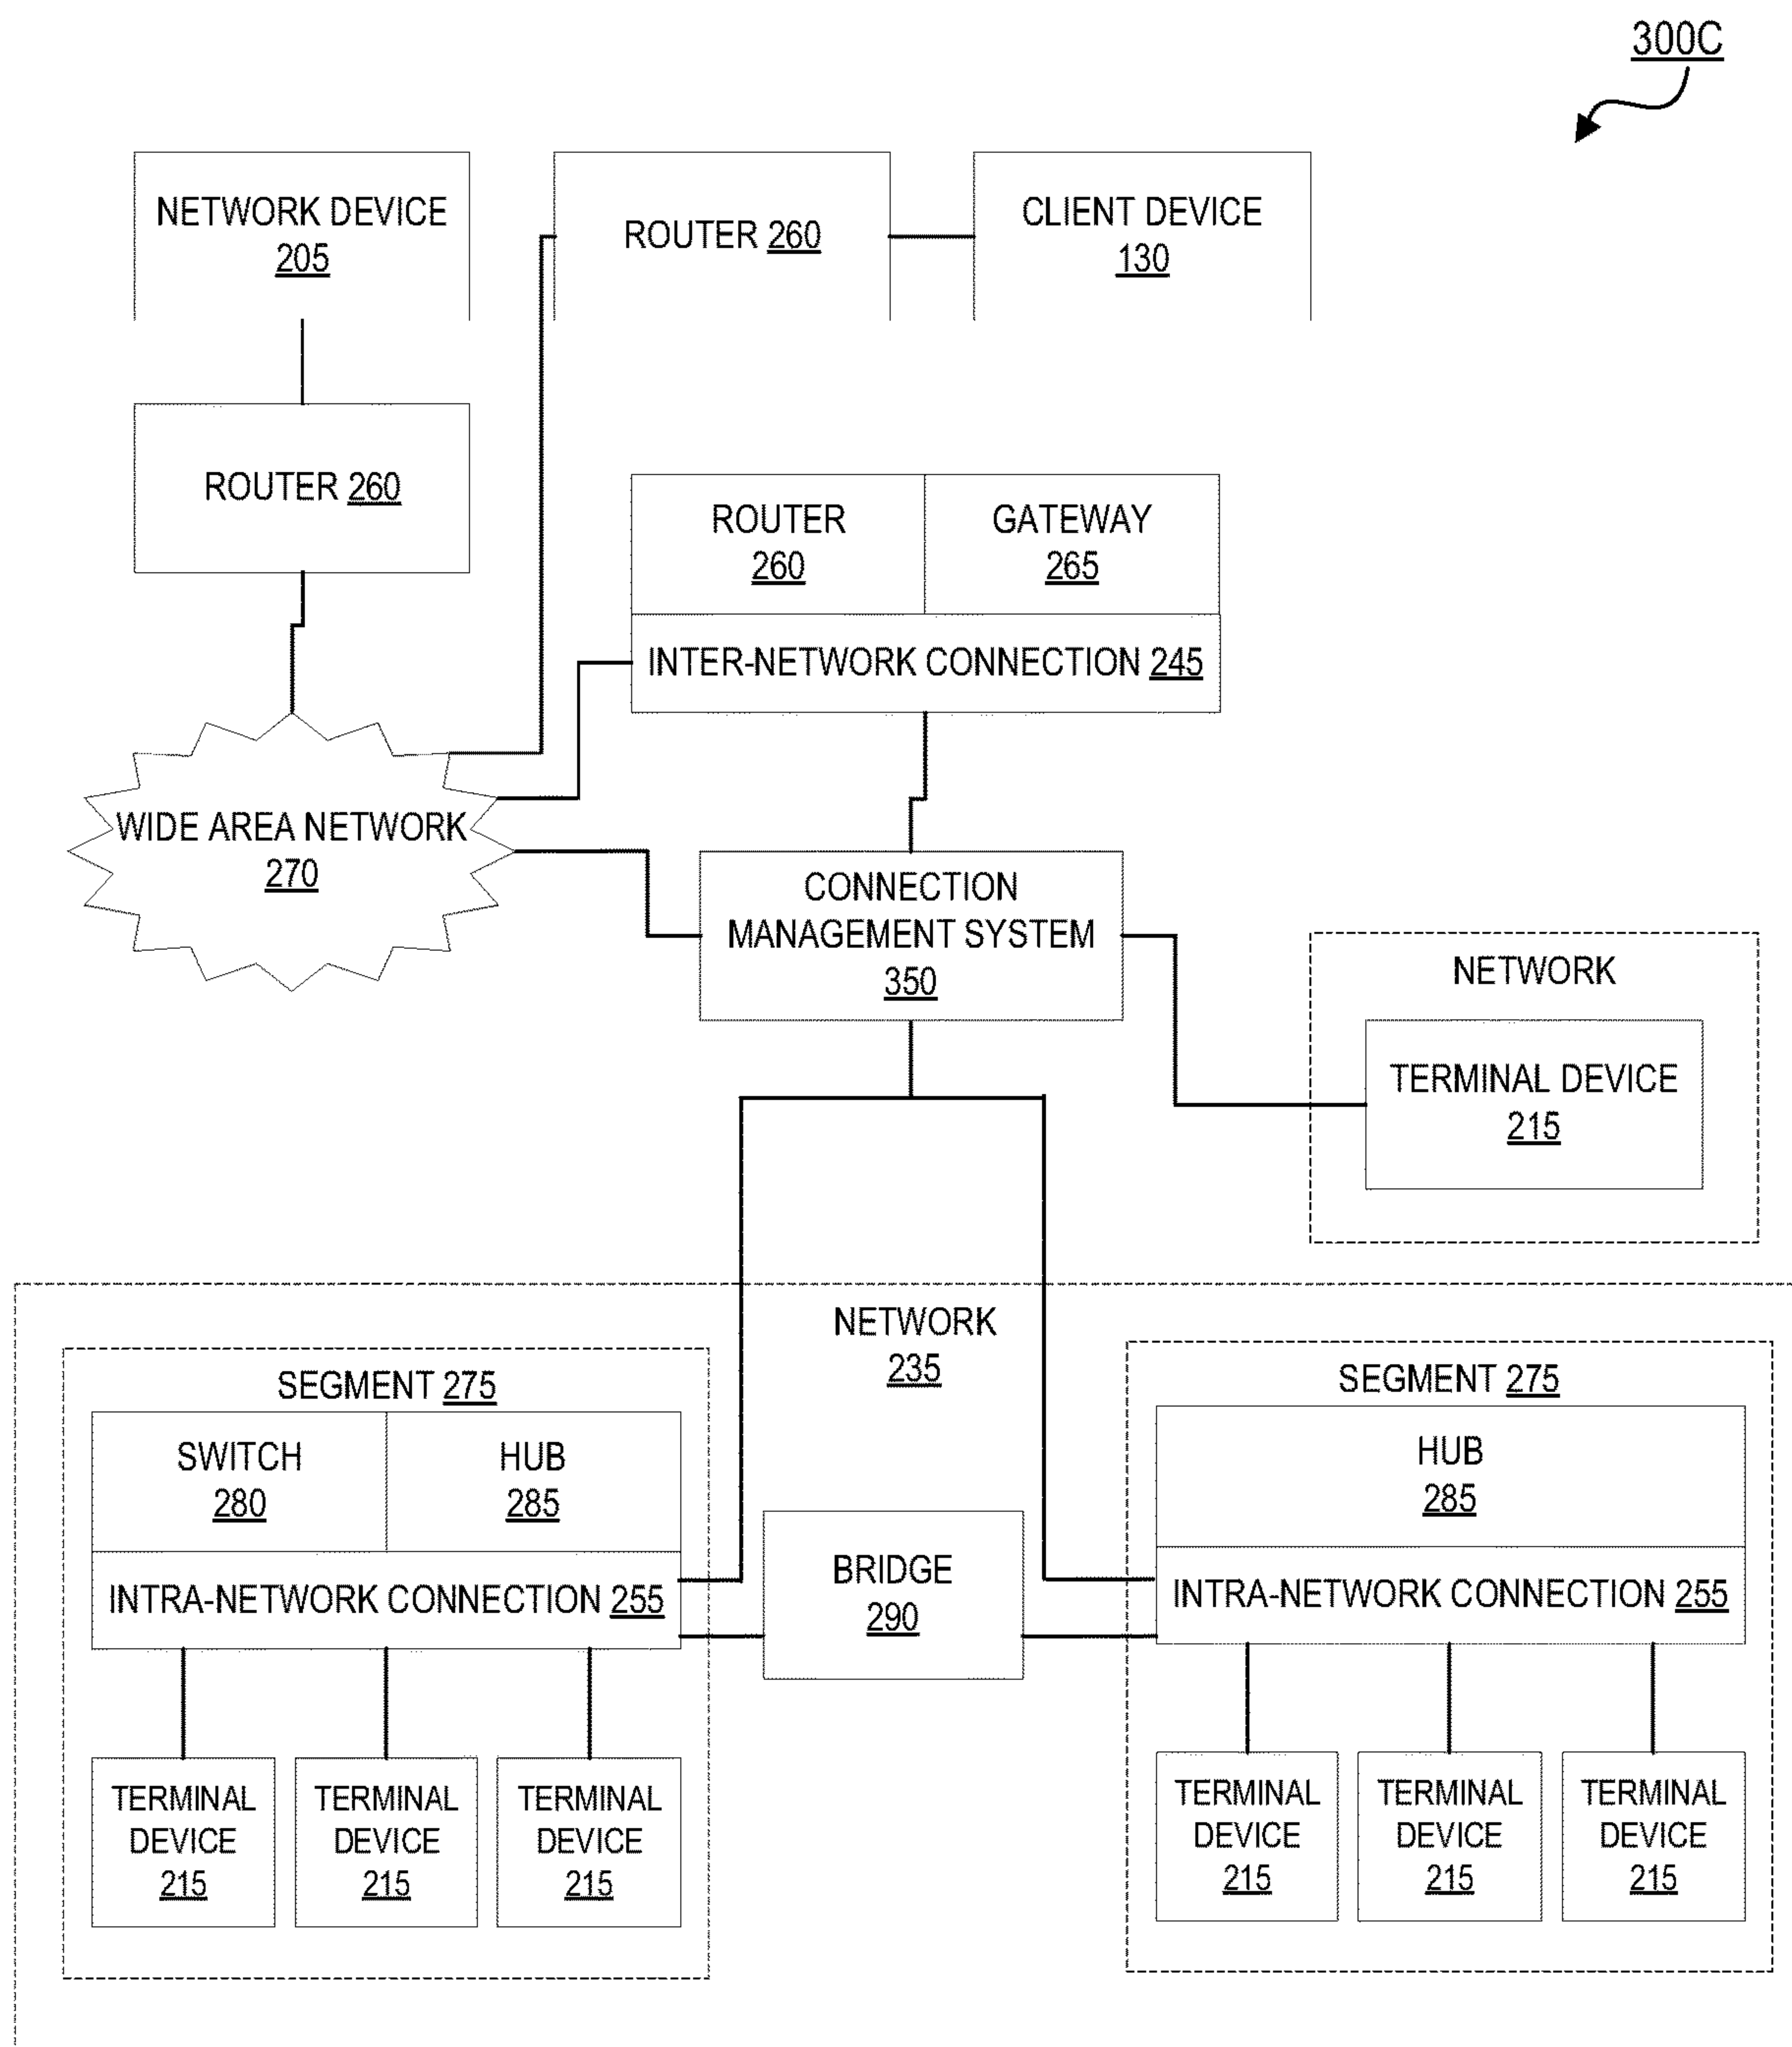 300C
NETWORK DEVICE
205
ROUTER 260
CLIENT DEVICE
130
ROUTER 260
ROUTER
260
GATEWAY
265
INTER-NETWORK CONNECTION 245
WIDE AREA NETWORK
270
CONNECTION
MANAGEMENT SYSTEM
350
NETWORK
TERMINAL DEVICE
215
NETWORK
235
SEGMENT 275
SWITCH
280
HUB
285
INTRA-NETWORK CONNECTION 255
TERMINAL
DEVICE
215
TERMINAL
DEVICE
215
TERMINAL
DEVICE
215
BRIDGE
290
SEGMENT 275
HUB
285
INTRA-NETWORK CONNECTION 255
TERMINAL
DEVICE
215
TERMINAL
DEVICE
215
TERMINAL
DEVICE
215